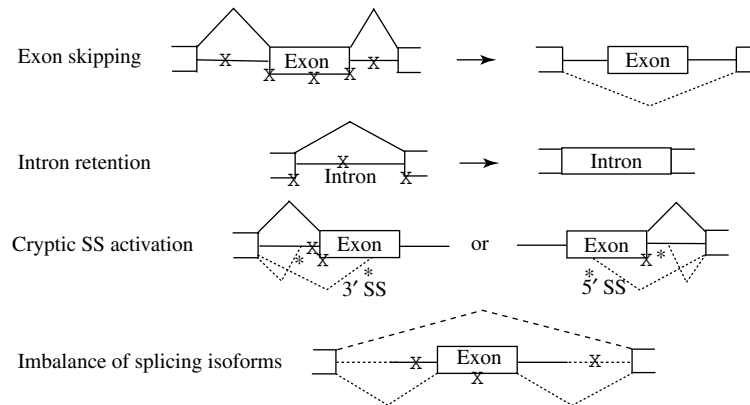 Exon skipping
X X X X X
Exon
Exon
Intron retention
X X X
Intron
Intron
Cryptic SS activation
X X
Exon
or
Exon
X
* *
3′ SS
* *
5′ SS
Imbalance of splicing isoforms
X X X
Exon